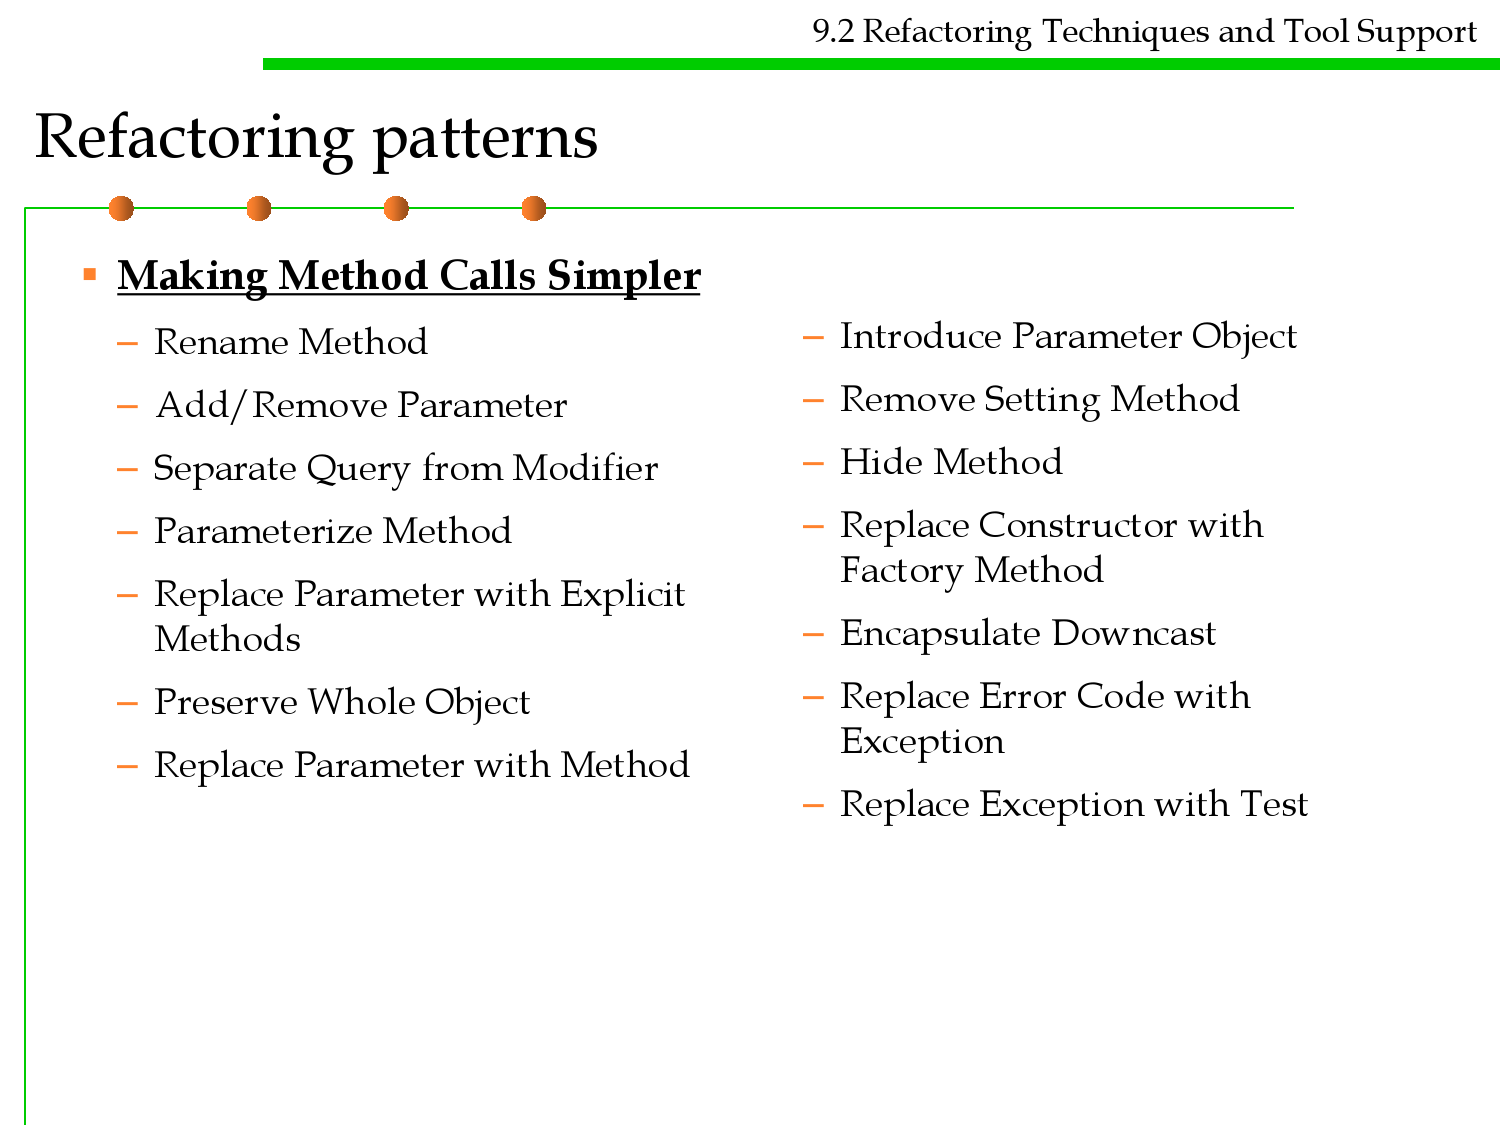 9.2 Refactoring Techniques and Tool Support
Refactoring patterns
▪ Making Method Calls Simpler
– Rename Method
– Add/Remove Parameter
– Separate Query from Modifier
– Parameterize Method
– Replace Parameter with Explicit
Methods
– Preserve Whole Object
– Replace Parameter with Method
– Introduce Parameter Object
– Remove Setting Method
– Hide Method
– Replace Constructor with
Factory Method
– Encapsulate Downcast
– Replace Error Code with
Exception
– Replace Exception with Test